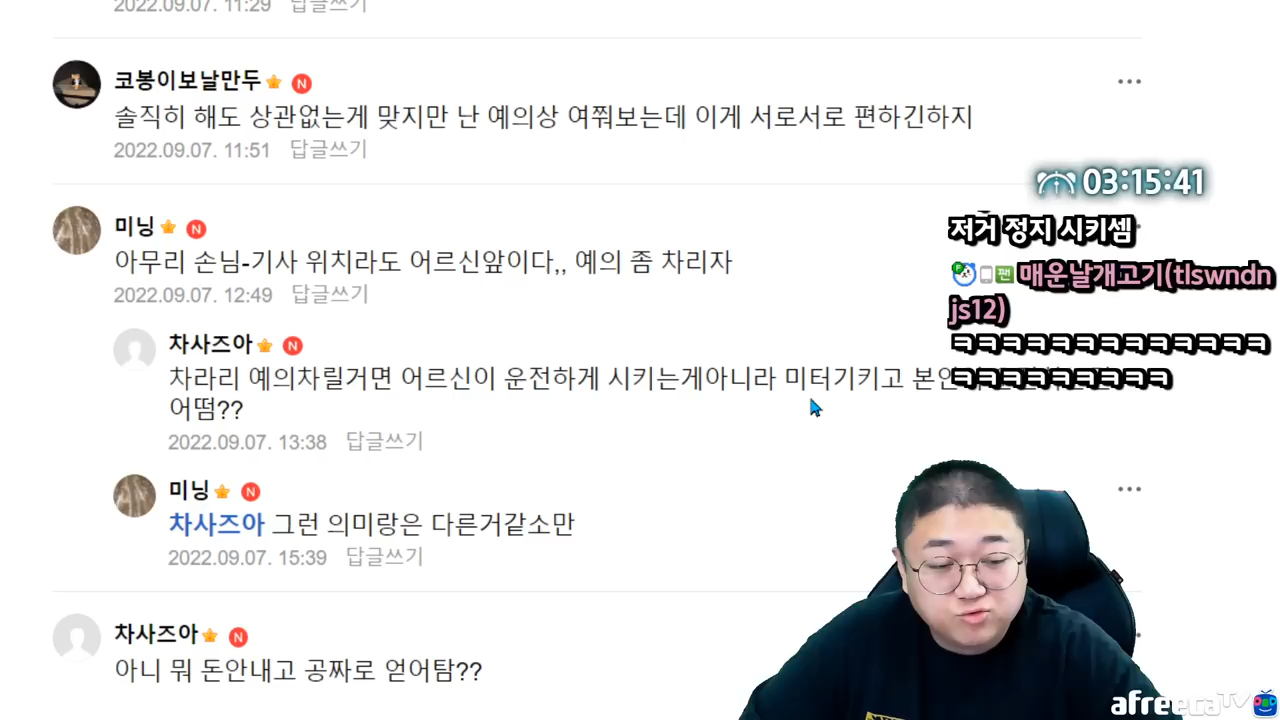 2022.09.07. 11:29 답글쓰기
코봉이보날만두 N
솔직히 해도 상관없는게 맞지만 난 예의상 여쭤보는데 이게 서로서로 편하긴하지
2022.09.07. 11:51 답글쓰기
03:15:41
미닝 N
저거 정지 시키셈
아무리 손님-기사 위치라도 어르신앞이다,, 예의 좀 차리자
2022.09.07. 12:49 답글쓰기
팬 매운날개고기(tlswndn
js12)
차사즈아 N
ㅋㅋㅋㅋㅋㅋㅋㅋㅋㅋㅋㅋㅋ
차라리 예의차릴거면 어르신이 운전하게 시키는게아니라 미터기키고 본인
ㅋㅋㅋㅋㅋㅋㅋㅋㅋ
어떰??
2022.09.07. 13:38 답글쓰기
미닝 N
차사즈아 그런 의미랑은 다른거같소만
2022.09.07. 15:39 답글쓰기
차사즈아 N
아니 뭐 돈안내고 공짜로 얻어탐??
afreecaTV